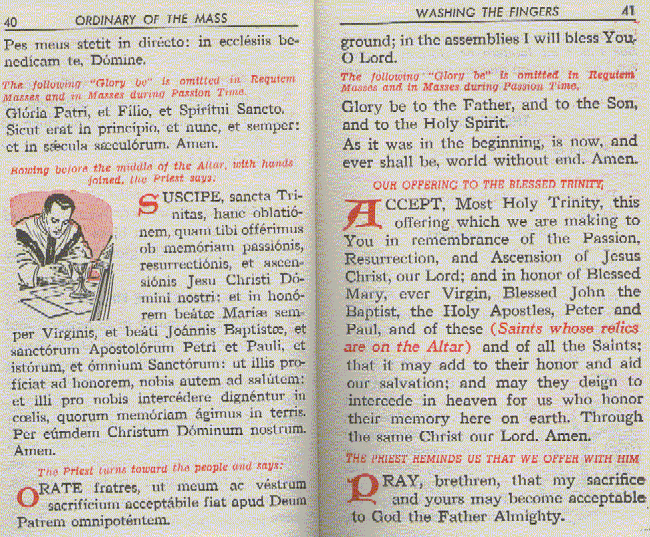 40 ORDINARY OF THE MASS
Pes meus stetit in dirécto: in ecclésiis be-
nedicam te, Dómine.
The following "Glory be" is omitted in Requiem
Masses and in Masses during Passion Time.
Glória Patri, et Fílio, et Spirítui Sancto,
Sicut erat in princípio, et nunc, et semper:
et in sǽcula sæculórum. Amen.
Bowing before the middle of the Altar, with hands
joined, the Priest says:
SUSCIPE, sancta Tri-
nitas, hanc oblatió-
nem, quam tibi offérimus
ob memóriam passiónis,
resurrectiónis, et ascen-
siónis Jesu Christi Dó-
mini nostri: et in honó-
rem beátæ Maríæ sem-
per Vírginis, et beáti Joánnis Baptistæ, et
sanctórum Apostolórum Petri et Pauli, et
istórum, et ómnium Sanctórum: ut illis pro-
fíciat ad honorem, nobis autem ad salútem:
et illi pro nobis intercédere dignéntur in
cœlis, quorum memóriam ágimus in terris.
Per eúmdem Christum Dóminum nostrum.
Amen.
The Priest turns toward the people and says:
ORATE fratres, ut meum ac véstrum
sacrifícium acceptábile fiat apud Deum
Patrem omnipoténtem.
WASHING THE FINGERS 41
ground; in the assemblies I will bless You,
O Lord.
The following "Glory be" is omitted in Requiem
Masses and in Masses during Passion Time.
Glory be to the Father, and to the Son,
and to the Holy Spirit.
As it was in the beginning, is now, and
ever shall be, world without end. Amen.
OUR OFFERING TO THE BLESSED TRINITY,
ACCEPT, Most Holy Trinity, this
offering which we are making to
You in remembrance of the Passion,
Resurrection, and Ascension of Jesus
Christ, our Lord; and in honor of Blessed
Mary, ever Virgin, Blessed John the
Baptist, the Holy Apostles, Peter and
Paul, and of these (Saints whose relics
are on the Altar) and of all the Saints;
that it may add to their honor and aid
our salvation; and may they deign to
intercede in heaven for us who honor
their memory here on earth. Through
the same Christ our Lord. Amen.
THE PRIEST REMINDS US THAT WE OFFER WITH HIM
PRAY, brethren, that my sacrifice
and yours may become acceptable
to God the Father Almighty.